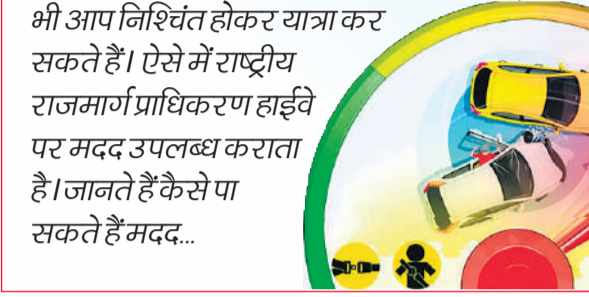 भी आप निश्चिंत होकर यात्रा कर
सकते हैं। ऐसे में राष्ट्रीय
राजमार्ग प्राधिकरण हाईवे
पर मदद उपलब्ध कराता
है। जानते हैं कैसे पा
सकते हैं मदद...